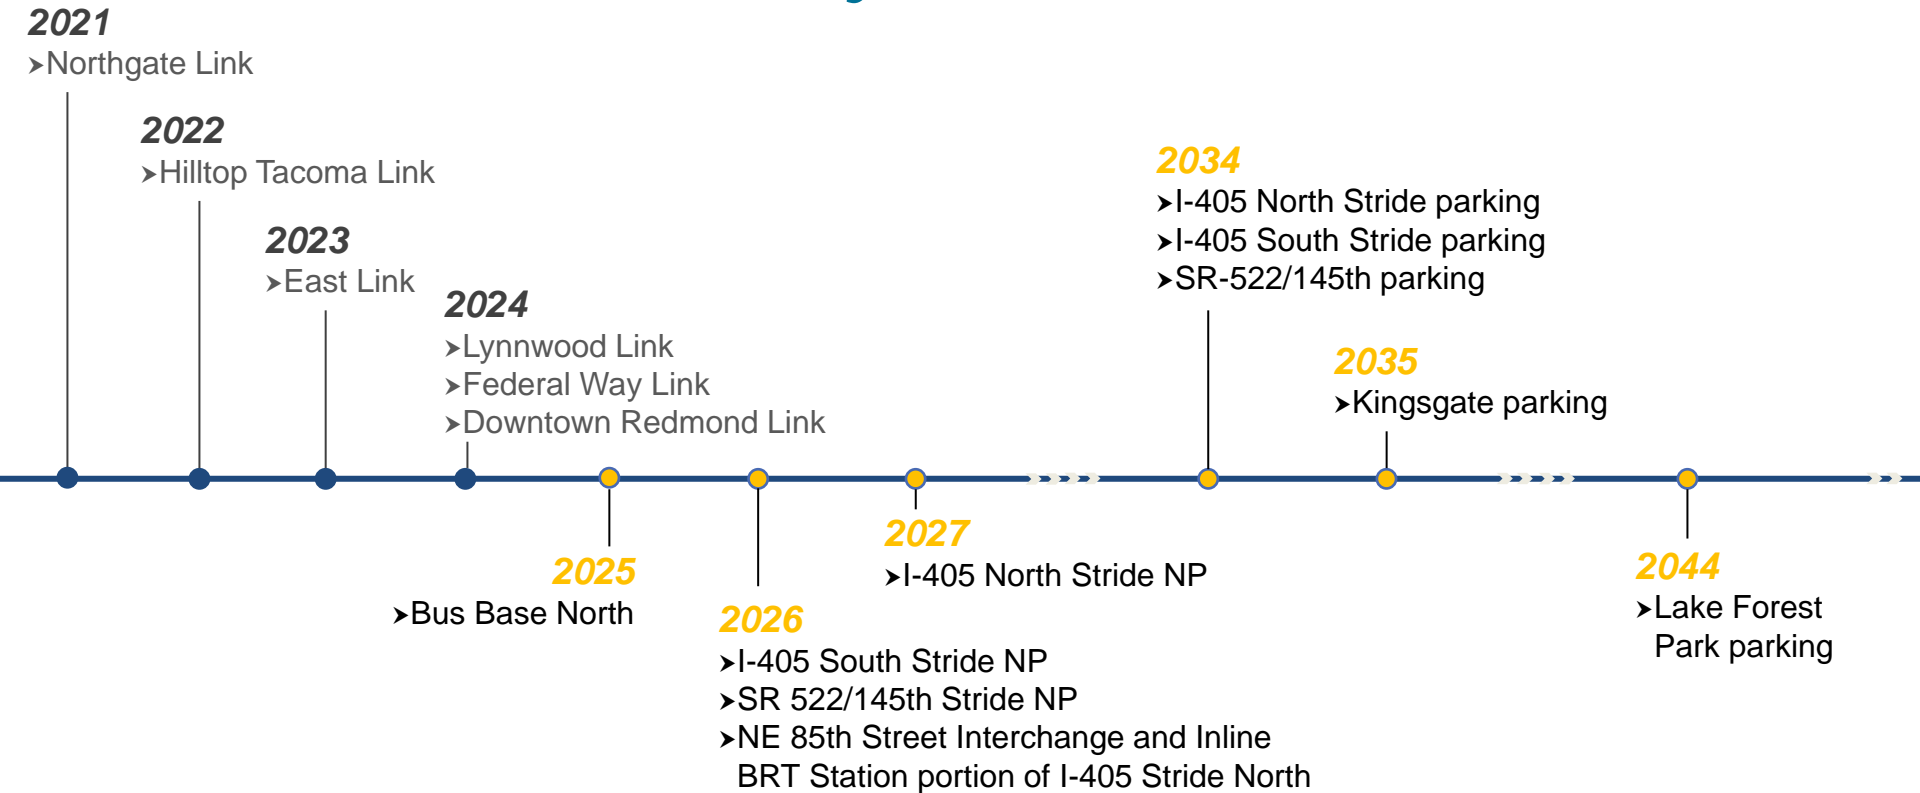 2021
➤Northgate Link
2022
➤Hilltop Tacoma Link
2023
➤East Link
2024
➤Lynnwood Link
➤Federal Way Link
➤Downtown Redmond Link
2025
➤Bus Base North
2026
➤I-405 South Stride NP
➤SR 522/145th Stride NP
➤NE 85th Street Interchange and Inline
BRT Station portion of I-405 Stride North
2027
➤I-405 North Stride NP
2034
➤I-405 North Stride parking
➤I-405 South Stride parking
➤SR-522/145th parking
2035
➤Kingsgate parking
2044
➤Lake Forest
Park parking